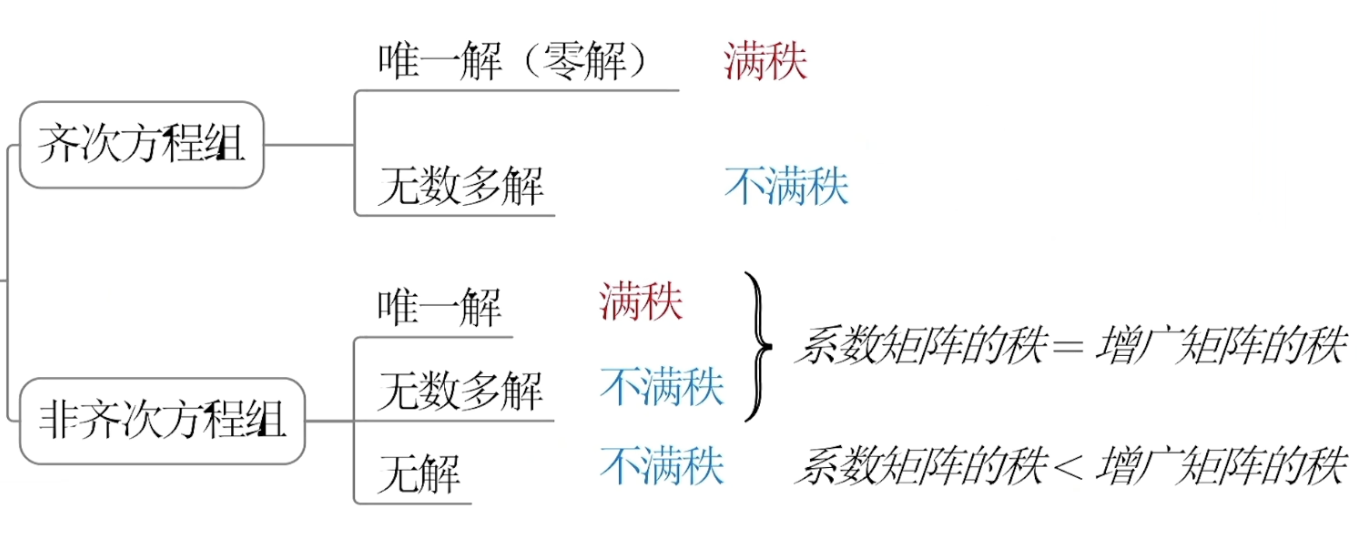 齐次方程组
唯一解（零解） 满秩
无数多解 不满秩
非齐次方程组
唯一解 满秩
无数多解 不满秩
系数矩阵的秩= 增广矩阵的秩
无解 不满秩 系数矩阵的秩< 增广矩阵的秩